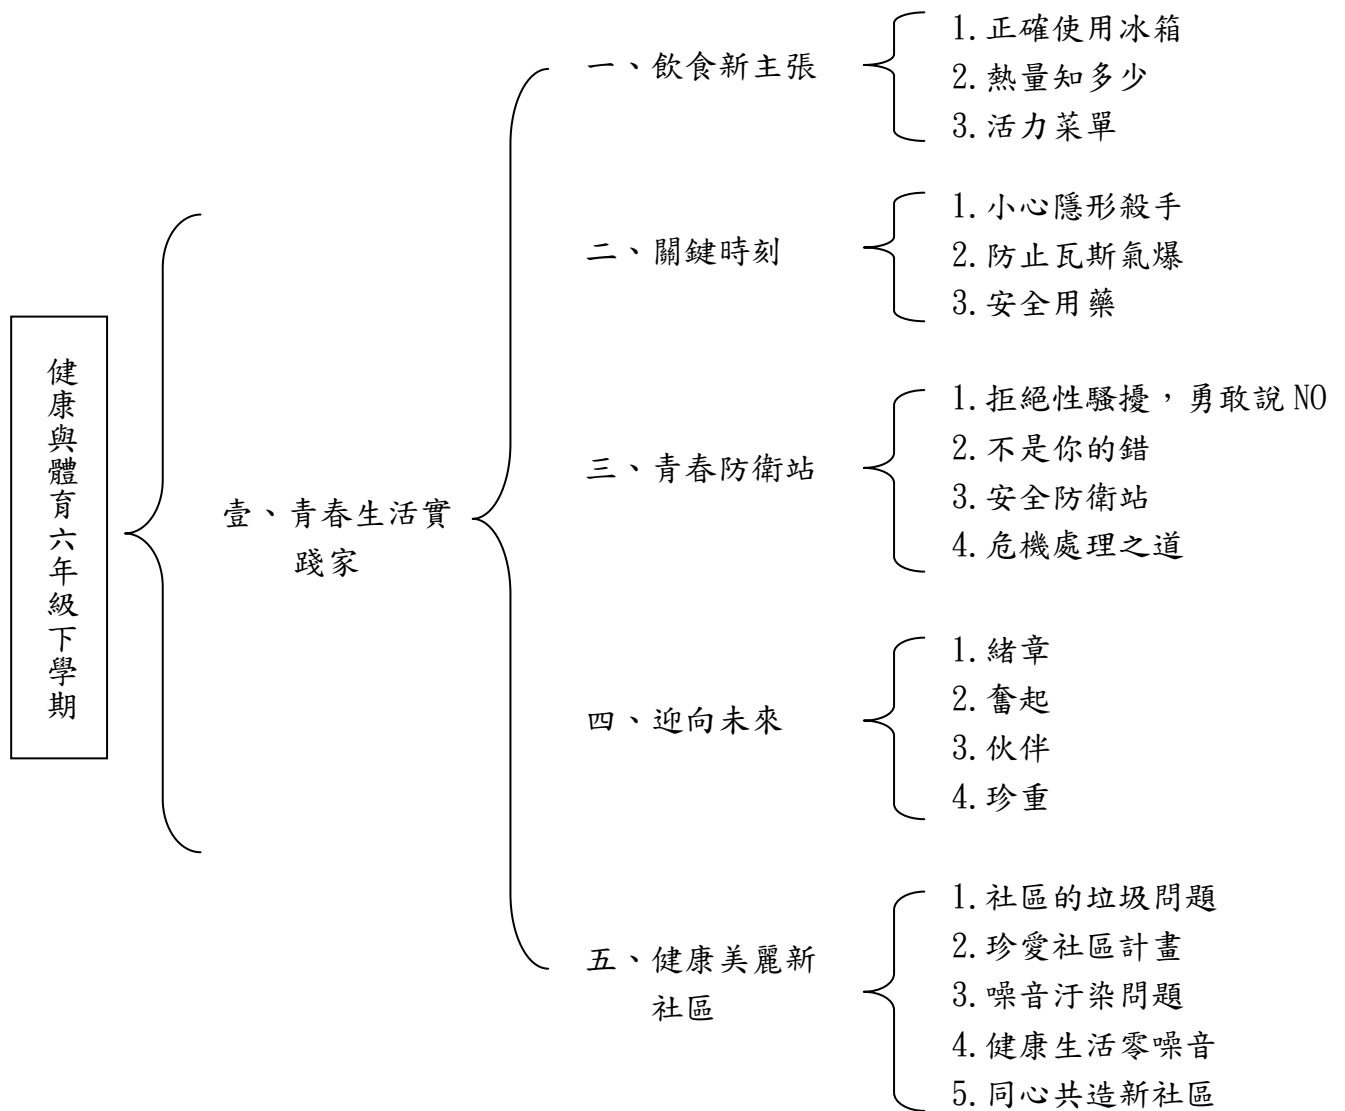 健康與體育六年級下學期
壹、青春生活實
踐家
一、飲食新主張
1.正確使用冰箱
2.熱量知多少
3.活力菜單
二、關鍵時刻
1.小心隱形殺手
2.防止瓦斯氣爆
3.安全用藥
三、青春防衛站
1.拒絕性騷擾，勇敢說 NO
2.不是你的錯
3.安全防衛站
4.危機處理之道
四、迎向未來
1.緒章
2.奮起
3.伙伴
4.珍重
五、健康美麗新
社區
1.社區的垃圾問題
2.珍愛社區計畫
3.噪音汙染問題
4.健康生活零噪音
5.同心共造新社區